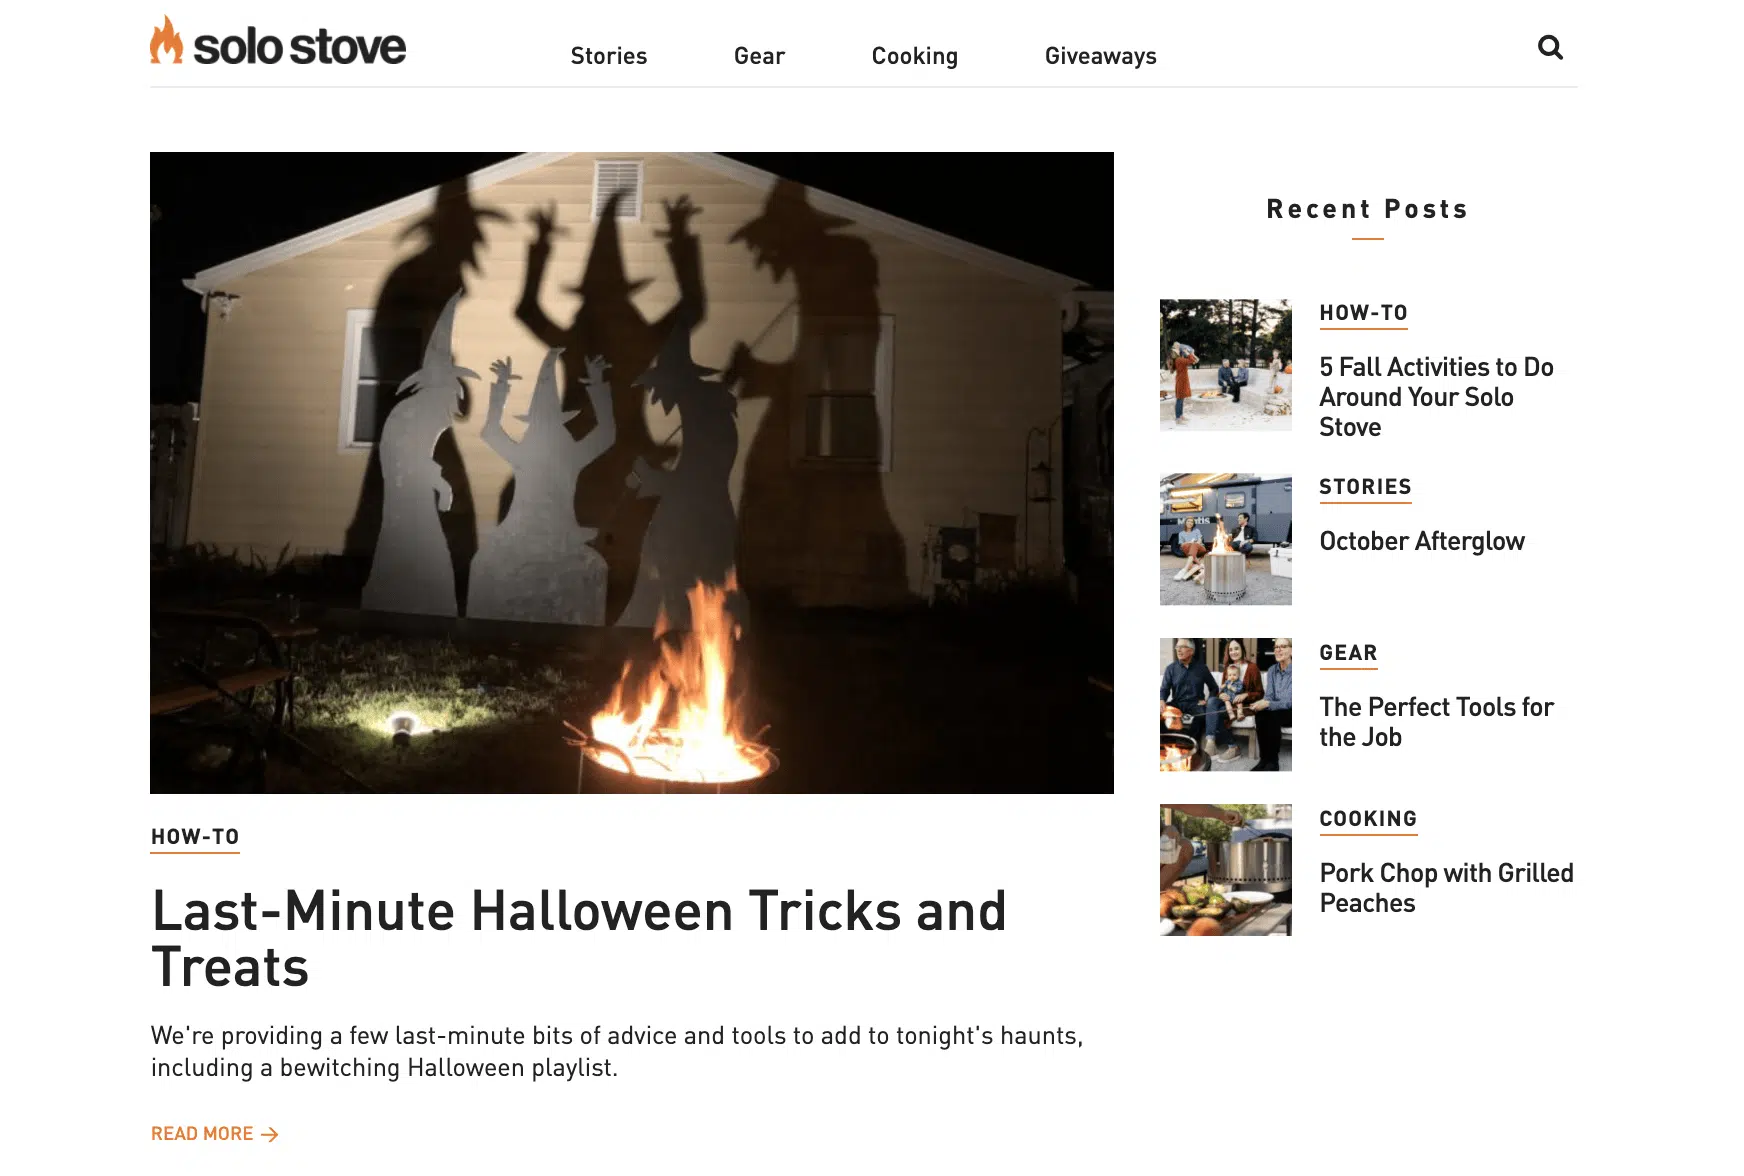 solo stove
Stories
Gear
Cooking
Giveaways
HOW-TO
Last-Minute Halloween Tricks and
Treats
We're providing a few last-minute bits of advice and tools to add to tonight's haunts,
including a bewitching Halloween playlist.
READ MORE →
Recent Posts
HOW-TO
5 Fall Activities to Do
Around Your Solo
Stove
STORIES
October Afterglow
GEAR
The Perfect Tools for
the Job
COOKING
Pork Chop with Grilled
Peaches